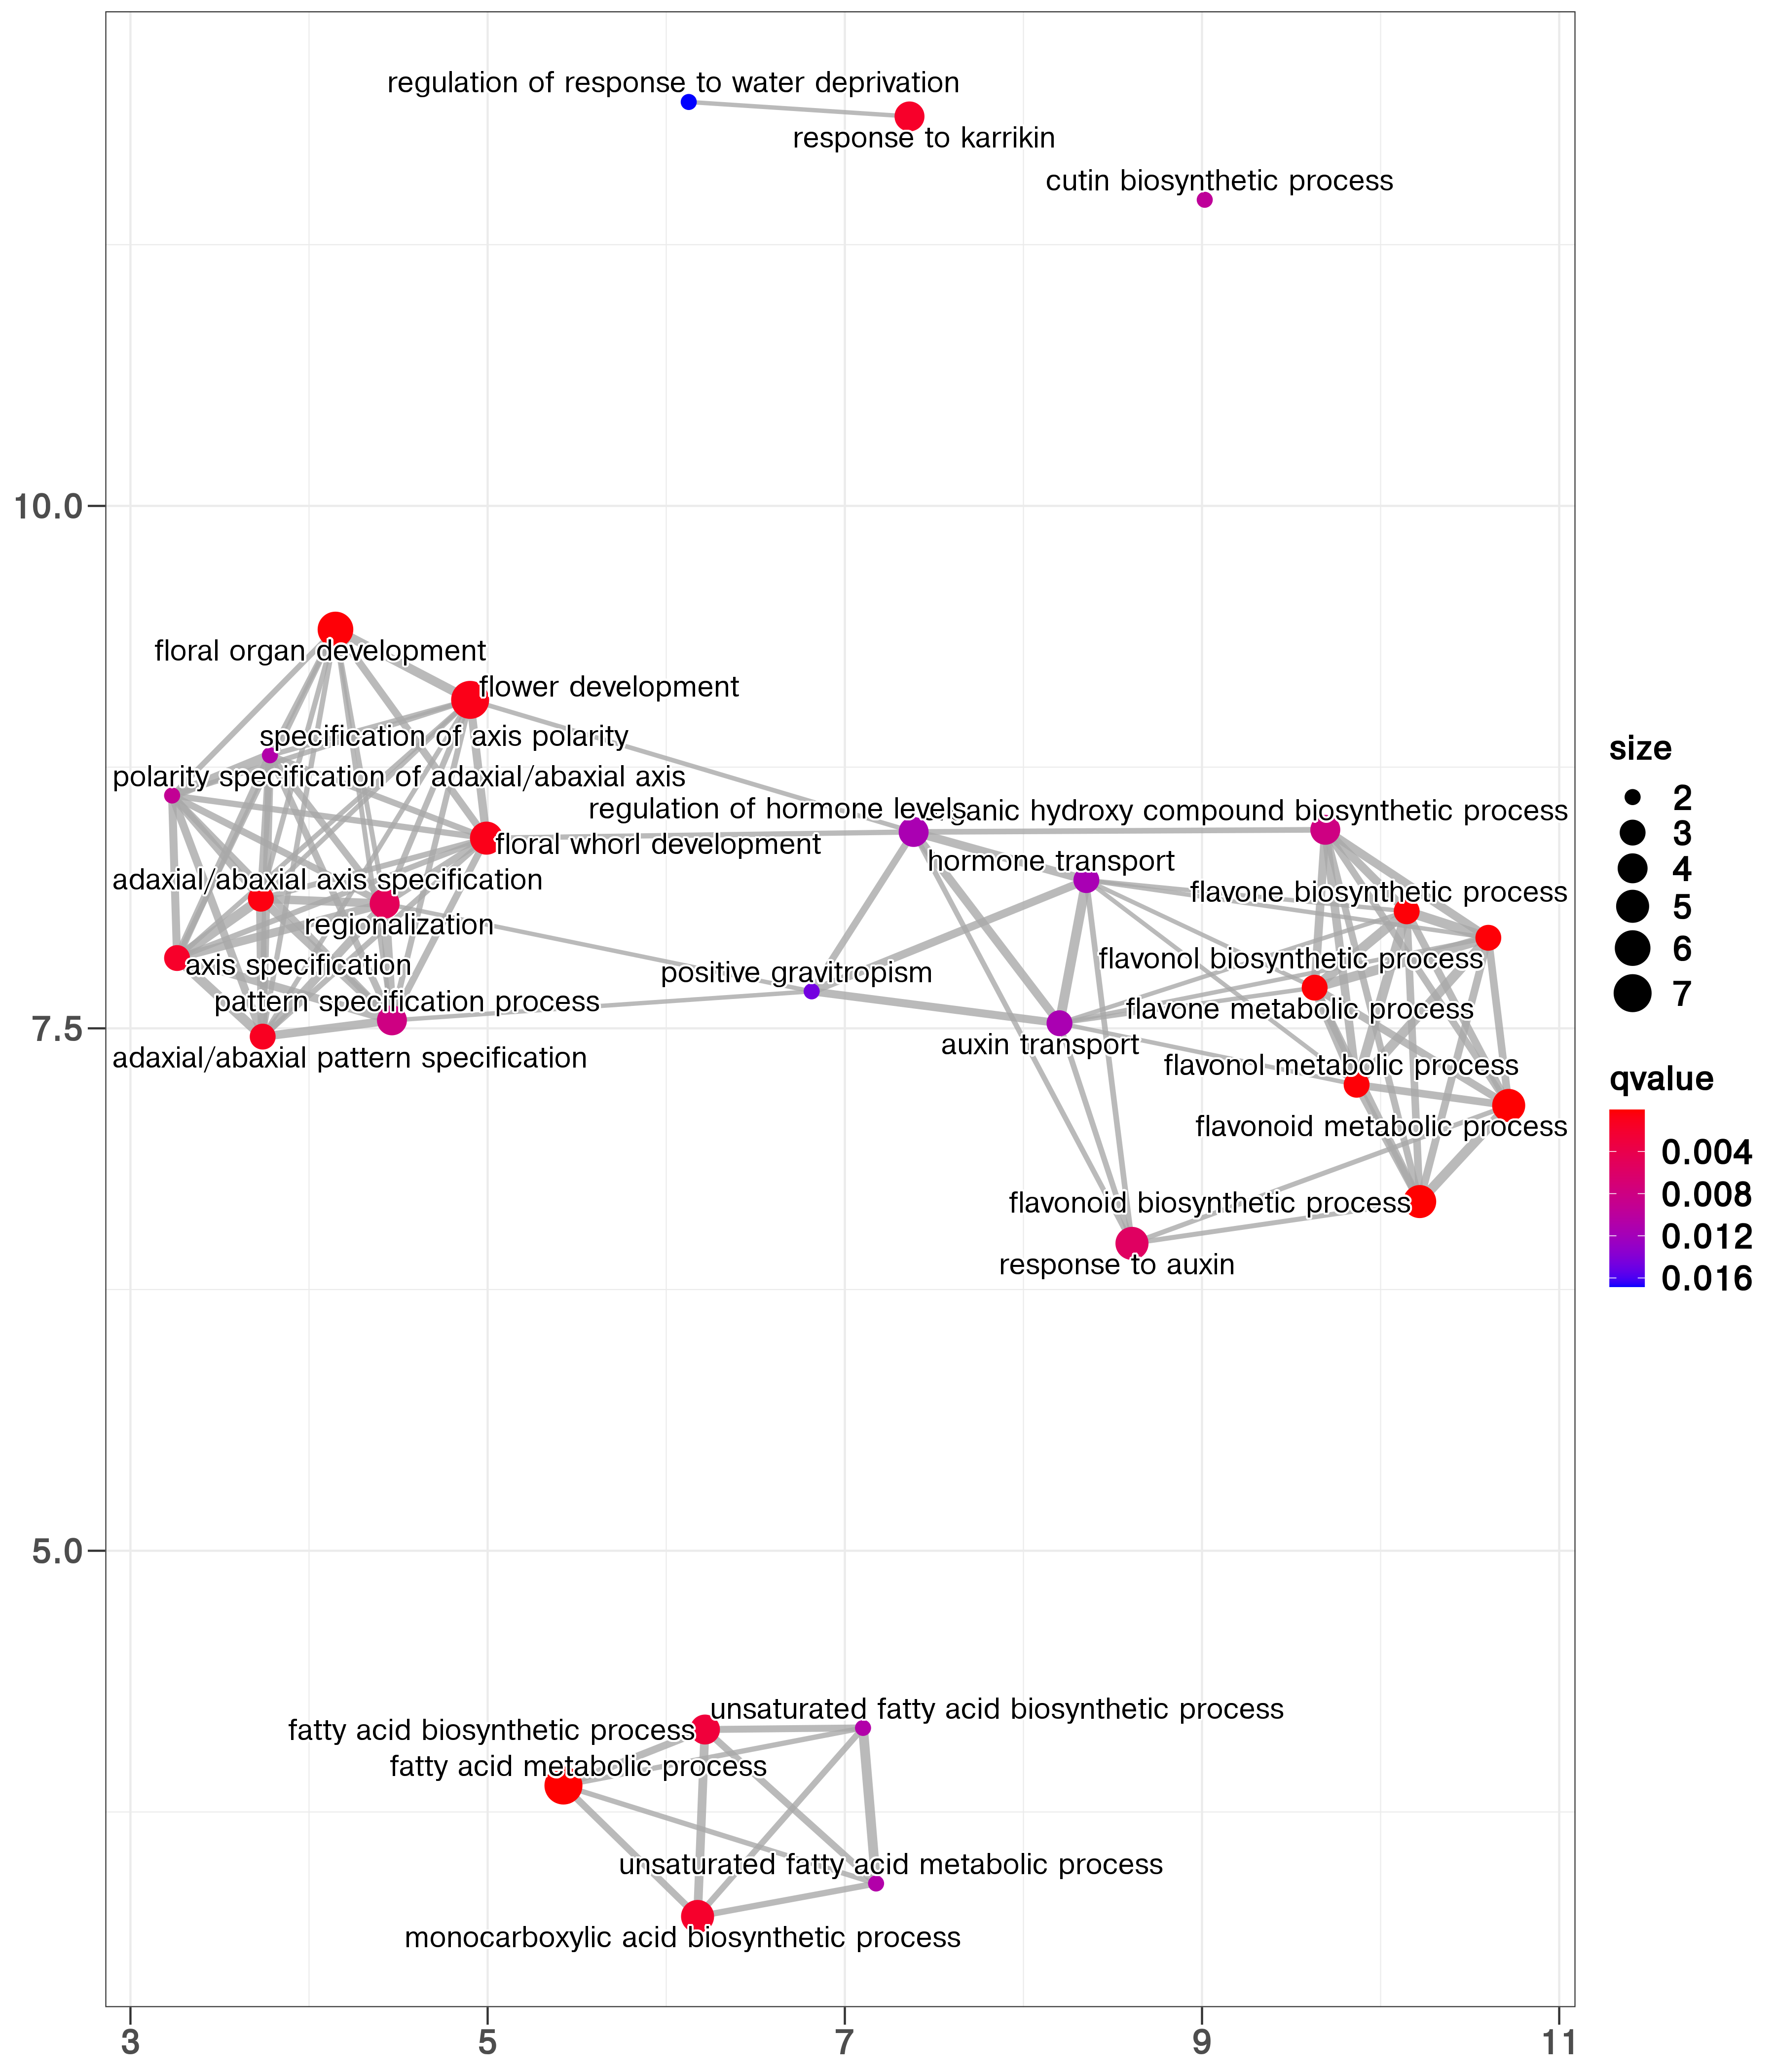 regulation of response to water deprivation
response to karrikin
cutin biosynthetic process
10.0
floral organ development
flower development
specification of axis polarity
size
polarity specification of adaxial/abaxial axis
2
regulation of hormone levels
anic hydroxy compound biosynthetic process
3
floral whorl development
hormone transport
4
adaxial/abaxial axis specification
flavone biosynthetic process
5
regionalization
6
flavonol biosynthetic process
axis specification
positive gravitropism
7
pattern specification process
flavone metabolic process
7.5
auxin transport
adaxial/abaxial pattern specification
flavonol metabolic process
qvalue
flavonoid metabolic process
0.004
0.008
flavonoid biosynthetic process
0.012
response to auxin
0.016
5.0
unsaturated fatty acid biosynthetic process
fatty acid biosynthetic process
fatty acid metabolic process
unsaturated fatty acid metabolic process
monocarboxylic acid biosynthetic process
3 5 7 9 11